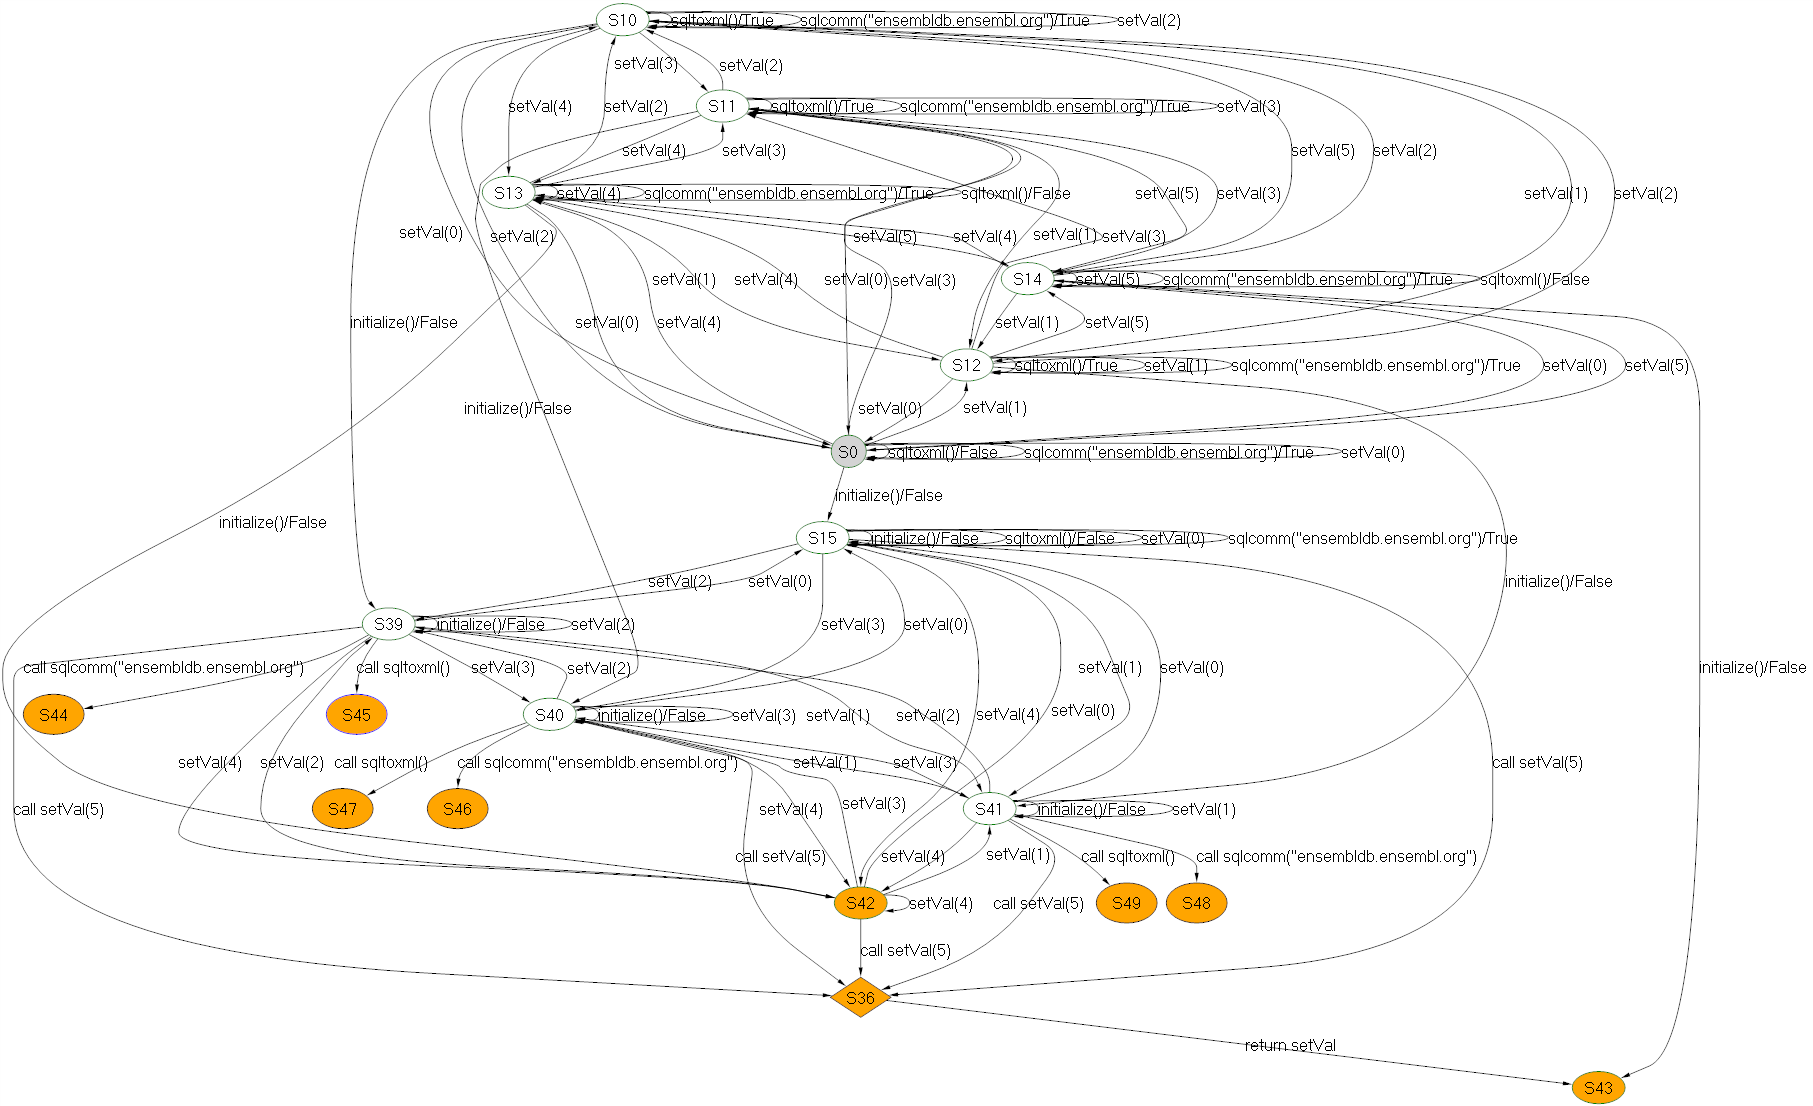 S10
sqltoxml()/True
sqlcomm("ensembldb.ensembl.org")/True
setVal(2)
setVal(3)
setVal(2)
setVal(4)
setVal(2)
S11
sqltoxml()/True
sqlcomm("ensembldb.ensembl.org")/True
setVal(3)
setVal(4)
setVal(3)
setVal(5)
setVal(2)
S13
setVal(4)
sqlcomm("ensembldb.ensembl.org")/True
sqltoxml()/False
setVal(5)
setVal(3)
setVal(1)
setVal(2)
setVal(0)
setVal(2)
setVal(5)
setVal(4)
setVal(1)
setVal(3)
setVal(1)
setVal(4)
setVal(0)
setVal(3)
S14
setVal(5)
sqlcomm("ensembldb.ensembl.org")/True
sqltoxml()/False
initialize()/False
setVal(0)
setVal(4)
setVal(1)
setVal(5)
S12
sqltoxml()/True
setVal(1)
sqlcomm("ensembldb.ensembl.org")/True
setVal(0)
setVal(5)
initialize()/False
setVal(0)
setVal(1)
S0
sqltoxml()/False
sqlcomm("ensembldb.ensembl.org")/True
setVal(0)
initialize()/False
initialize()/False
S15
initialize()/False
sqltoxml()/False
setVal(0)
sqlcomm("ensembldb.ensembl.org")/True
setVal(2)
setVal(0)
initialize()/False
S39
initialize()/False
setVal(2)
setVal(3)
setVal(0)
call sqlcomm("ensembldb.ensembl.org")
call sqltoxml()
setVal(3)
setVal(2)
setVal(1)
setVal(0)
initialize()/False
S44
S45
S40
initialize()/False
setVal(3)
setVal(1)
setVal(2)
setVal(4)
setVal(0)
setVal(4)
setVal(2)
call sqltoxml()
call sqlcomm("ensembldb.ensembl.org")
setVal(1)
setVal(3)
call setVal(5)
call setVal(5)
S47
S46
setVal(4)
setVal(3)
S41
initialize()/False
setVal(1)
call setVal(5)
setVal(4)
setVal(1)
call sqltoxml()
call sqlcomm("ensembldb.ensembl.org")
S42
setVal(4)
call setVal(5)
S49
S48
call setVal(5)
S36
return setVal
S43